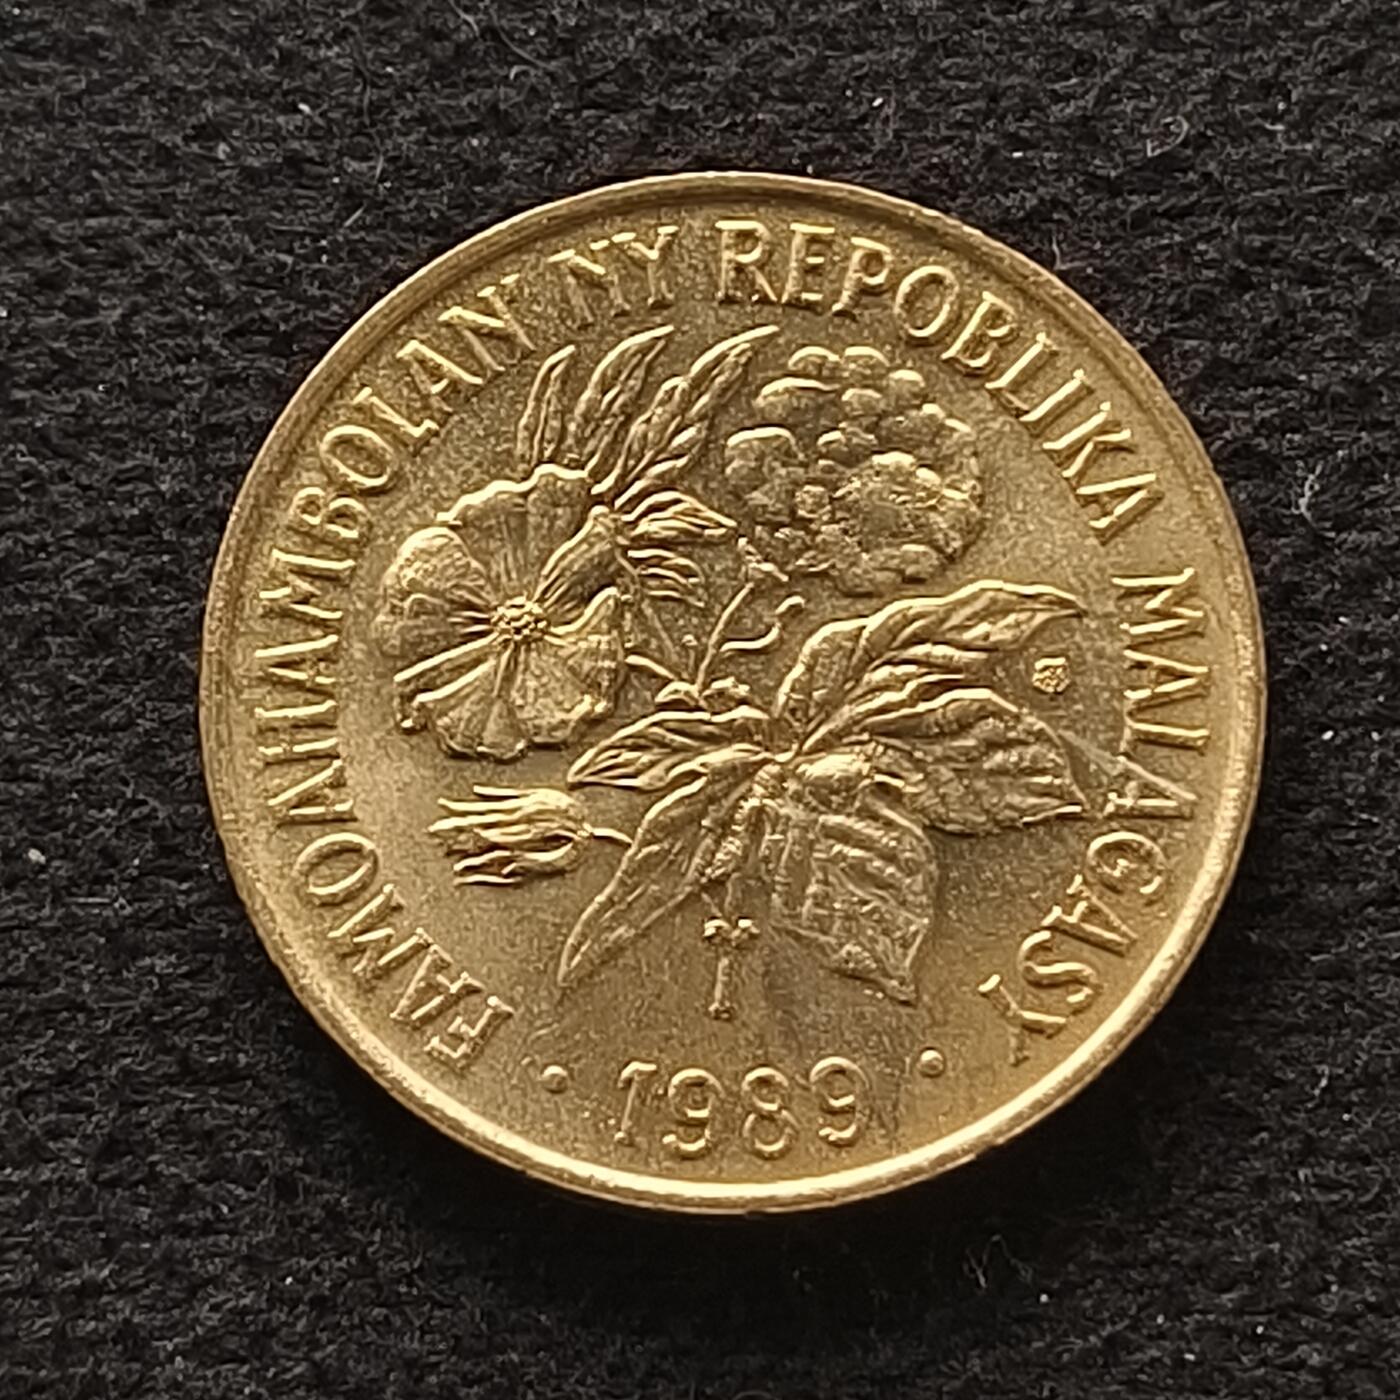 FAMOAHAMBOLAN'NY REPOBLIKA MALAGASY
· 1989 ·